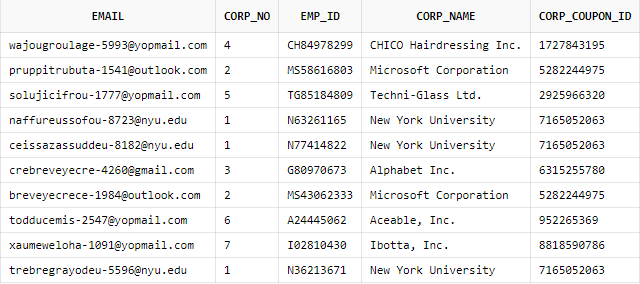 EMAIL CORP_NO EMP_ID CORP_NAME CORP_COUPON_ID
wajougroulage-5993@yopmail.com 4 CH84978299 CHICO Hairdressing Inc. 1727843195
pruppitrubuta-1541@outlook.com 2 MS58616803 Microsoft Corporation 5282244975
solujicifrou-1777@yopmail.com 5 TG85184809 Techni-Glass Ltd. 2925966320
naffureussofou-8723@nyu.edu 1 N63261165 New York University 7165052063
ceissazassuddeu-8182@nyu.edu 1 N77414822 New York University 7165052063
crebreveyecre-4260@gmail.com 3 G80970673 Alphabet Inc. 6315255780
breveyecrece-1984@outlook.com 2 MS43062333 Microsoft Corporation 5282244975
todducemis-2547@yopmail.com 6 A24445062 Aceable, Inc. 952265369
xaumeweloha-1091@yopmail.com 7 I02810430 Ibotta, Inc. 8818590786
trebregrayodeu-5596@nyu.edu 1 N36213671 New York University 7165052063